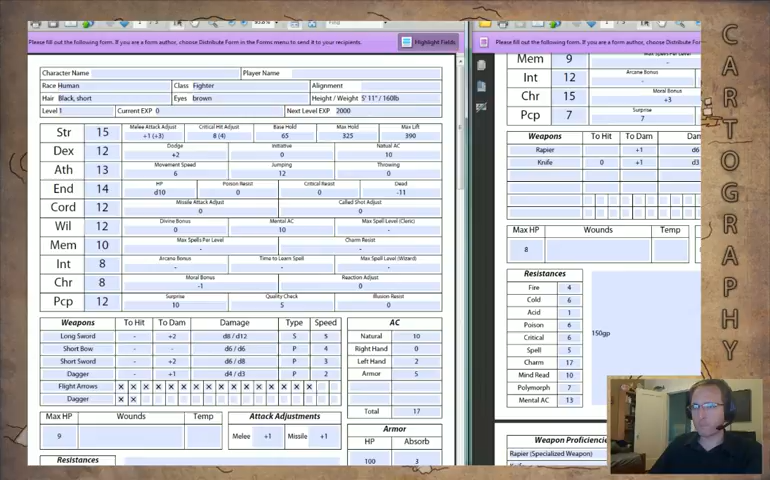 Please fill out the following form. If you are a form author, choose Distribute Form in the Forms menu to send it to your recipients.
Highlight Fields
Character Name
Player Name
Race Human
Class Fighter
Alignment
Hair Black, short
Eyes brown
Height / Weight 5' 11" / 160lb
Level 1
Current EXP 0
Next Level EXP 2000
Str 15
Melee Attack Adjust +1 (+3)
Critical Hit Adjust 8 (4)
Base Hold 65
Max Hold 325
Max Lift 390
Dex 12
Dodge +2
Initiative 0
Natual AC 10
Ath 13
Movement Speed 6
Jumping 12
Throwing 0
End 14
HP d10
Poison Resist 0
Critical Resist 0
Dead -11
Cord 12
Missile Attack Adjust 0
Called Shot Adjust 0
Wil 12
Divine Bonus 0
Mental AC 10
Max Spell Level (Cleric) -
Mem 10
Max Spells Per Level -
Charm Resist -
Int 8
Arcane Bonus -
Time to Learn Spell -
Max Spell Level (Wizard) -
Chr 8
Moral Bonus -1
Reaction Adjust 0
Pcp 12
Surprise 10
Quality Check 5
Illusion Resist 0
Weapons To Hit To Dam Damage Type Speed
Long Sword - +2 d8 / d12 S 5
Short Bow - - d6 / d6 P 4
Short Sword - +2 d6 / d8 P 3
Dagger - +1 d4 / d3 P 2
Flight Arrows X X X X X X X X X X X X X X X X
Dagger X X
AC
Natural 10
Right Hand 0
Left Hand 2
Armor 5
Total 17
Max HP Wounds Temp
9
Attack Adjustments
Melee +1 Missile +1
Armor
HP Absorb
100 3
Resistances
Please fill out the following form. If you are a form author, choose Distribute Form in the Forms
Mem 9
Int 12
Arcane Bonus -
Chr 15
Moral Bonus +3
Pcp 7
Surprise 7
Weapons To Hit To Dam Dam
Rapier +1 d6
Knife 0 +1 d3
Max HP Wounds Temp
8
Resistances
Fire 4
Cold 6
Acid 1
Poison 6
Critical 6
Spell 5
Charm 17
Mind Read 10
Polymorph 7
Mental AC 13
150gp
Weapon Proficiencies
Rapier (Specialized Weapon)
CARTOGRAPHY